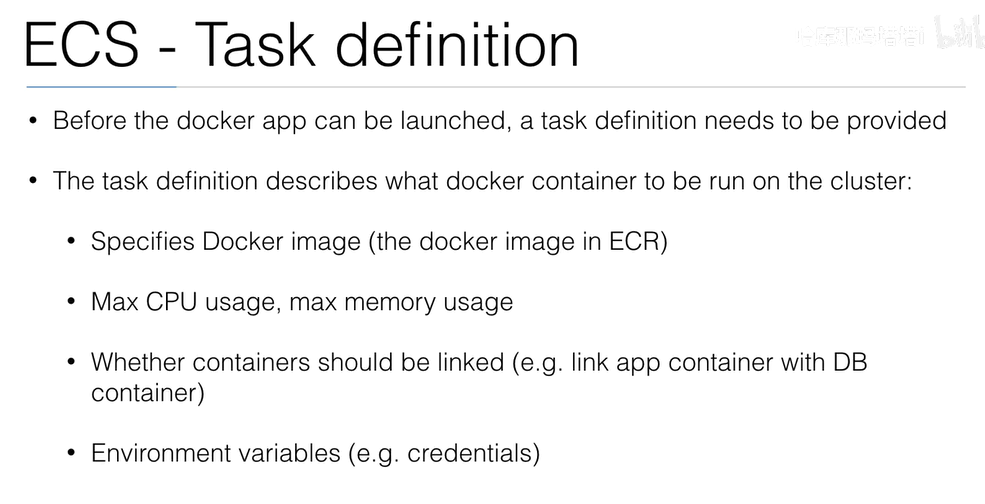 ECS - Task definition
• Before the docker app can be launched, a task definition needs to be provided
• The task definition describes what docker container to be run on the cluster:
• Specifies Docker image (the docker image in ECR)
• Max CPU usage, max memory usage
• Whether containers should be linked (e.g. link app container with DB
container)
• Environment variables (e.g. credentials)